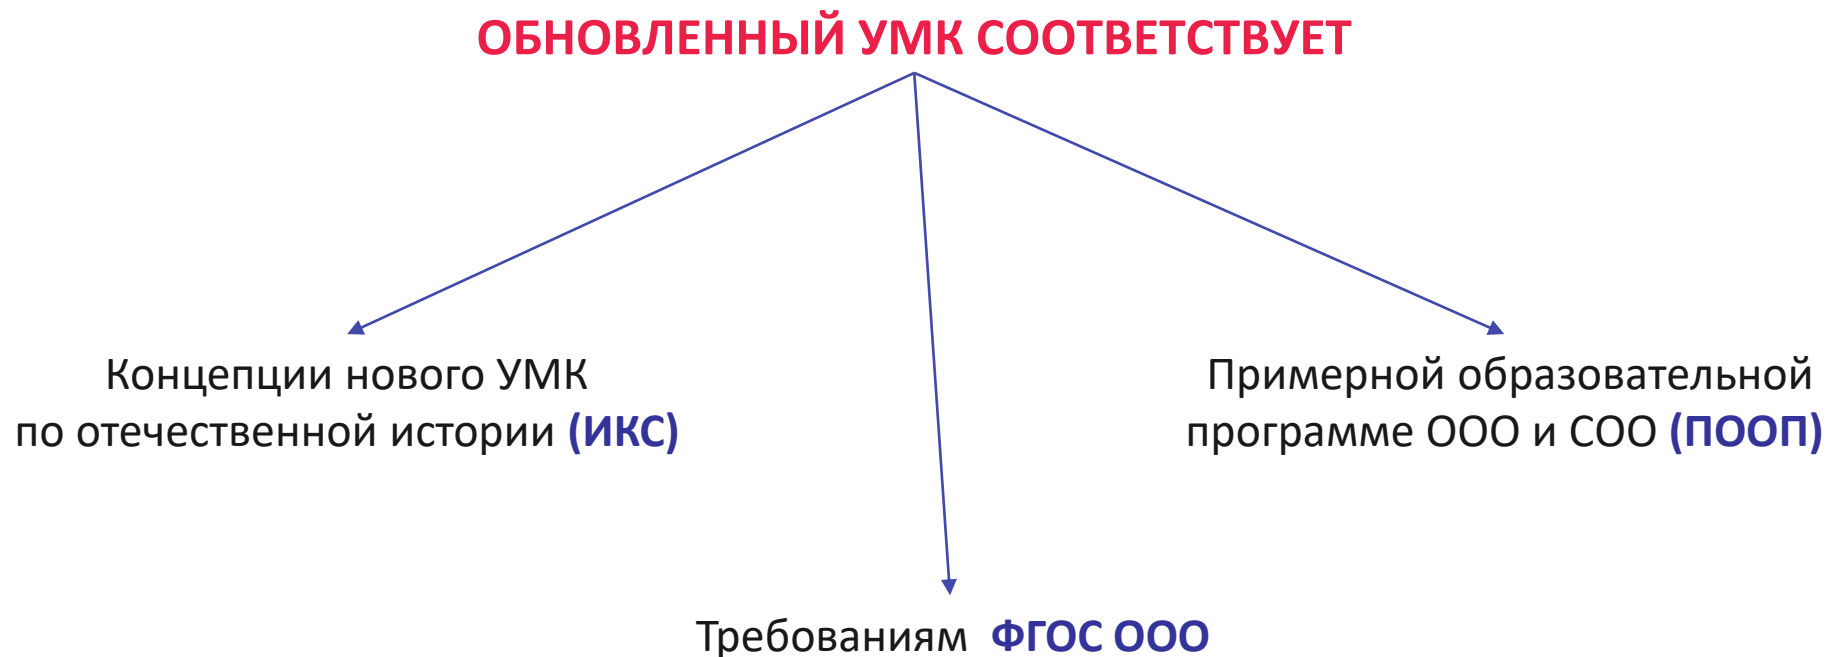 ОБНОВЛЕННЫЙ УМК СООТВЕТСТВУЕТ
Концепции нового УМК
по отечественной истории (ИКС)
Примерной образовательной
программе ООО и СОО (ПООП)
Требованиям ФГОС ООО